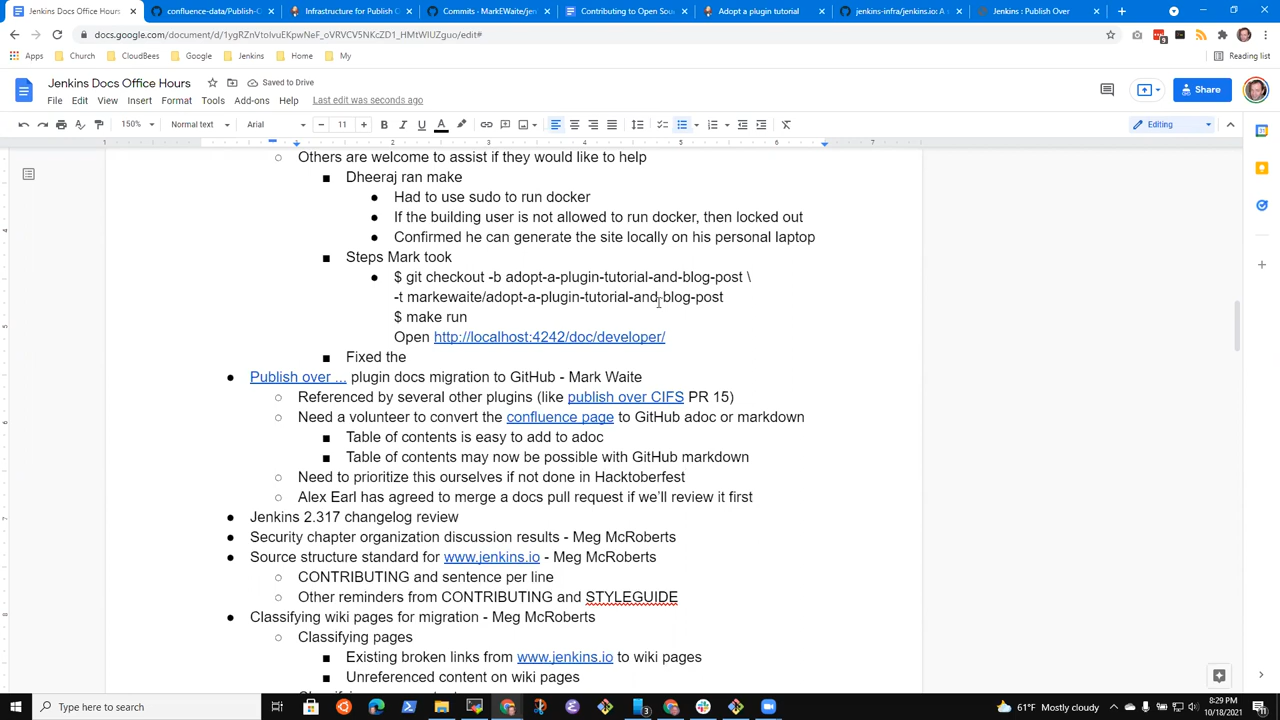 Jenkins Docs Office Hours
confluence-data/Publish-O
Infrastructure for Publish O
Commits · MarkEWaite/jen
Contributing to Open Sou
Adopt a plugin tutorial
jenkins-infra/jenkins.io: A s
Jenkins : Publish Over
docs.google.com/document/d/1ygRZnVtoIvuEKpwNeF_oVRVCV5NKcZD1_HMtWIUZguo/edit#
Apps
Church
CloudBees
Google
Jenkins
Home
My
Reading list
Jenkins Docs Office Hours
Saved to Drive
File Edit View Insert Format Tools Add-ons Help Last edit was seconds ago
Share
150% Normal text Arial 11
Editing
1 2 3 4 5 6 7
○ Others are welcome to assist if they would like to help
■ Dheeraj ran make
● Had to use sudo to run docker
● If the building user is not allowed to run docker, then locked out
● Confirmed he can generate the site locally on his personal laptop
■ Steps Mark took
● $ git checkout -b adopt-a-plugin-tutorial-and-blog-post \
-t markewaite/adopt-a-plugin-tutorial-and-blog-post
$ make run
Open http://localhost:4242/doc/developer/
■ Fixed the
● Publish over ... plugin docs migration to GitHub - Mark Waite
○ Referenced by several other plugins (like publish over CIFS PR 15)
○ Need a volunteer to convert the confluence page to GitHub adoc or markdown
■ Table of contents is easy to add to adoc
■ Table of contents may now be possible with GitHub markdown
○ Need to prioritize this ourselves if not done in Hacktoberfest
○ Alex Earl has agreed to merge a docs pull request if we'll review it first
● Jenkins 2.317 changelog review
● Security chapter organization discussion results - Meg McRoberts
● Source structure standard for www.jenkins.io - Meg McRoberts
○ CONTRIBUTING and sentence per line
○ Other reminders from CONTRIBUTING and STYLEGUIDE
● Classifying wiki pages for migration - Meg McRoberts
○ Classifying pages
■ Existing broken links from www.jenkins.io to wiki pages
■ Unreferenced content on wiki pages
Type here to search
61°F Mostly cloudy
8:29 PM
10/18/2021